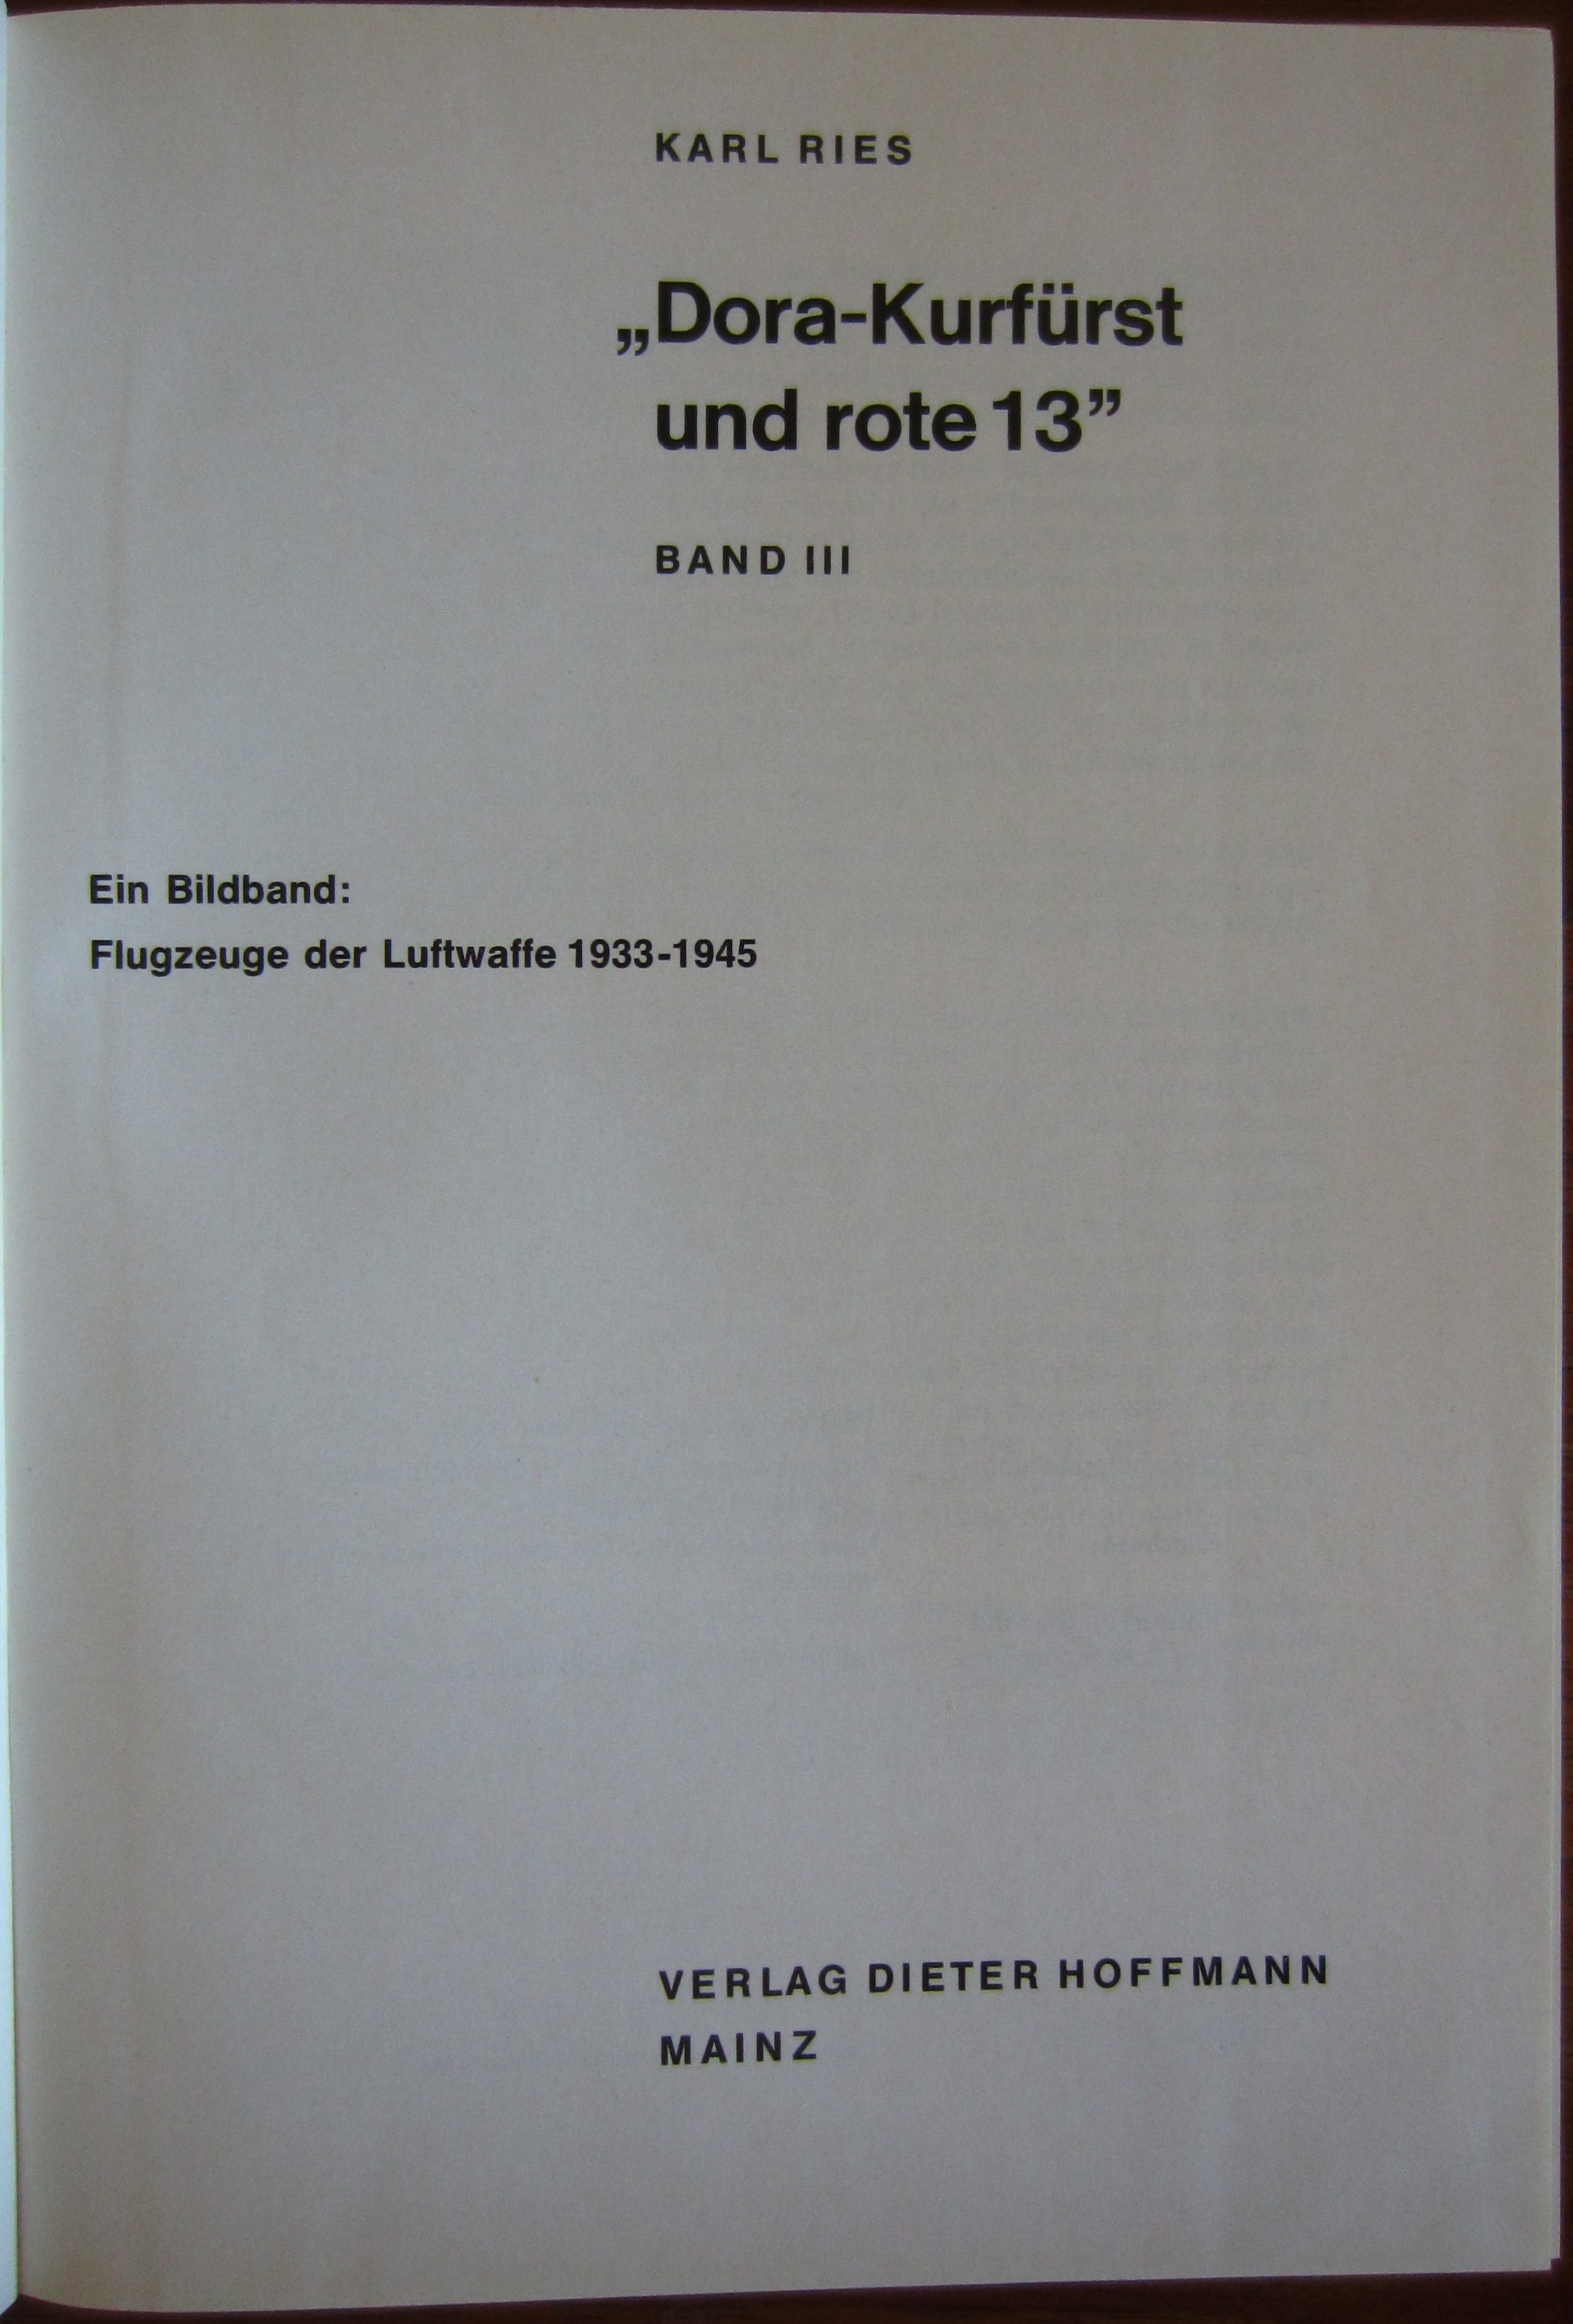 KARL RIES
„Dora-Kurfürst
und rote 13”
BAND III
Ein Bildband:
Flugzeuge der Luftwaffe 1933-1945
VERLAG DIETER HOFFMANN
MAINZ